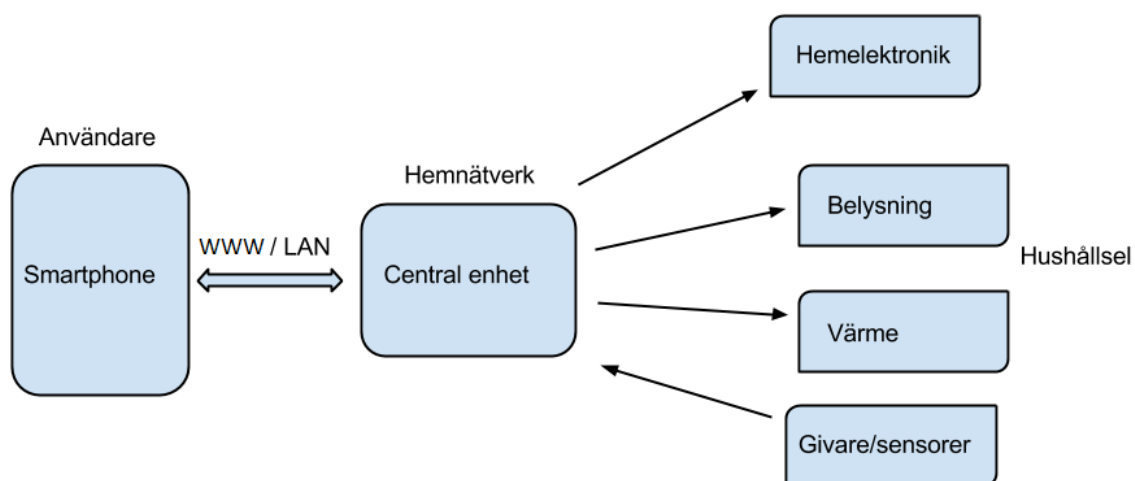 Hemelektronik
Användare
Hemnätverk
Belysning
WWW / LAN
Hushållsel
Smartphone
Central enhet
Värme
Givare/sensorer